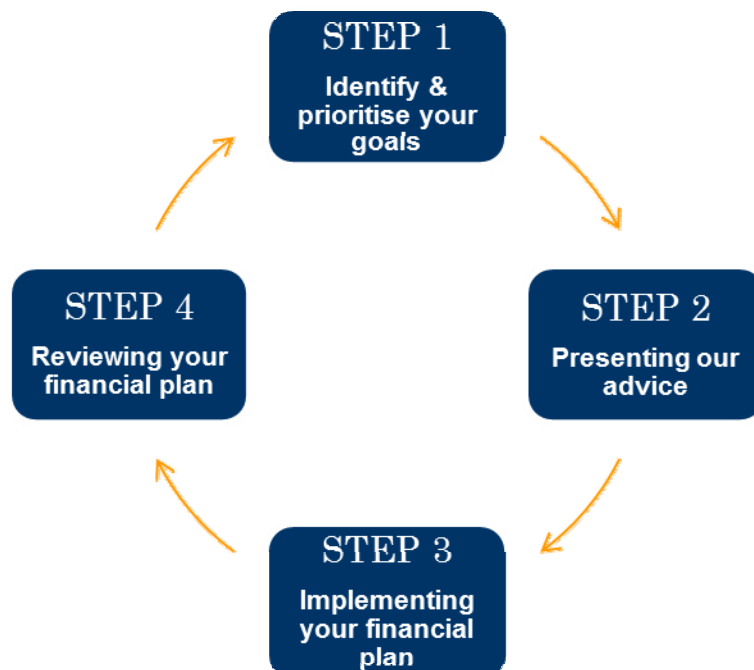 STEP 1
Identify &
prioritise your
goals
STEP 2
Presenting our
advice
STEP 3
Implementing
your financial
plan
STEP 4
Reviewing your
financial plan